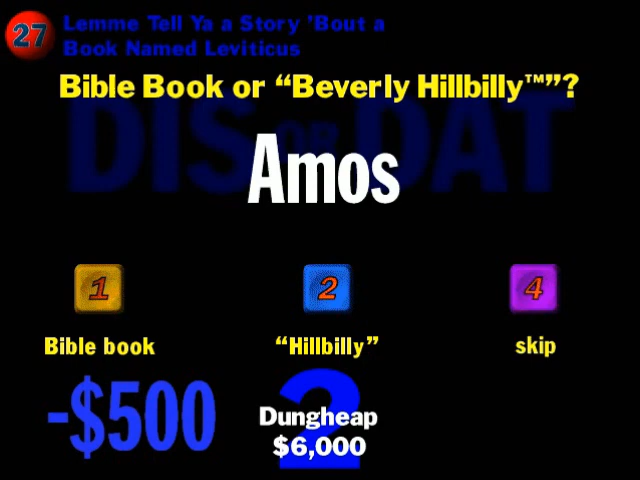 27
Lemme Tell Ya a Story 'Bout a
Book Named Leviticus
Bible Book or “Beverly Hillbilly™”?
DIS OR DAT
Amos
1
2
4
Bible book
“Hillbilly”
skip
-$500
2
Dungheap
$6,000